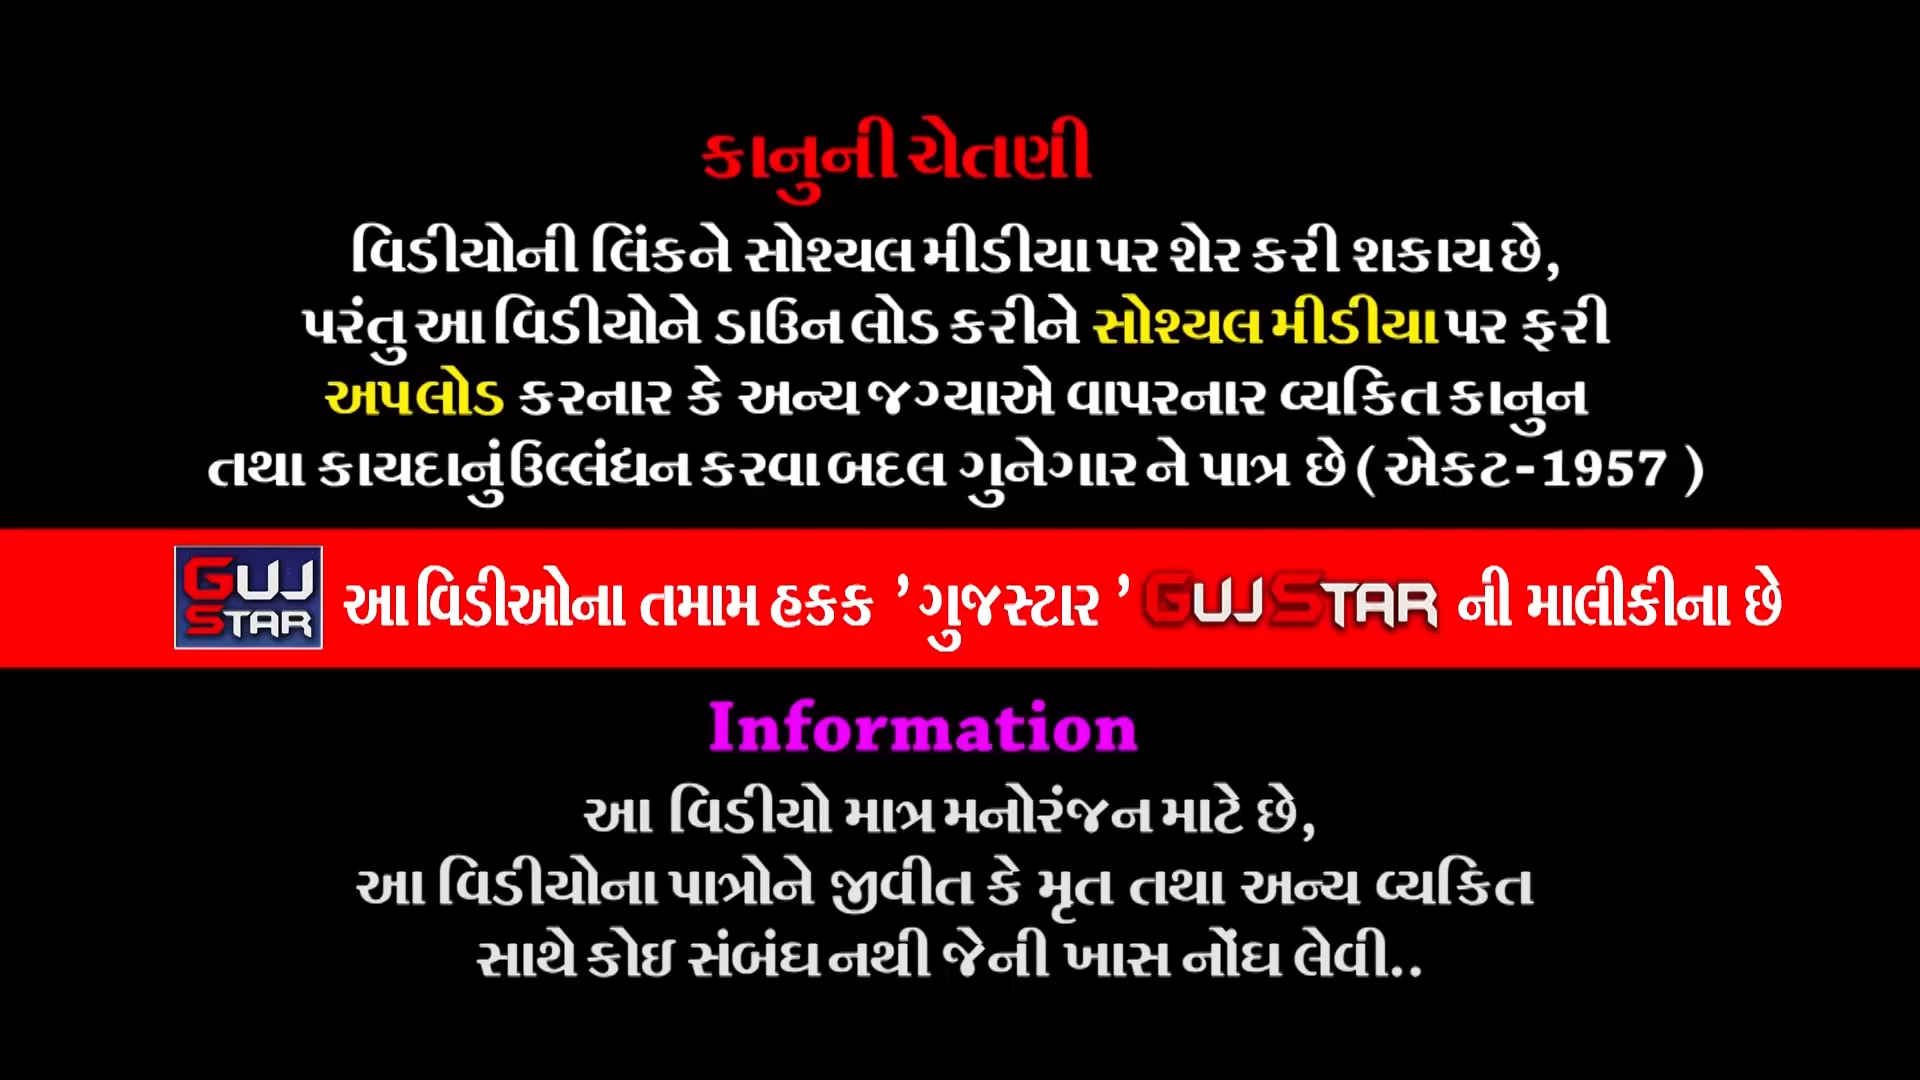 કાનુની ચેતણી
વિડીયોની લિંકને સોશ્યલ મીડીયા પર શેર કરી શકાય છે,
પરંતુ આ વિડીયોને ડાઉનલોડ કરીને સોશ્યલ મીડીયા પર ફરી
અપલોડ કરનાર કે અન્ય જગ્યાએ વાપરનાર વ્યકિત કાનુન
તથા કાયદાનું ઉલ્લંઘન કરવા બદલ ગુનેગાર ને પાત્ર છે ( એકટ-1957 )
GUJ STAR આ વિડીઓના તમામ હકક ’ ગુજસ્ટાર ’ GUJ STAR ની માલીકીના છે
Information
આ વિડીયો માત્ર મનોરંજન માટે છે,
આ વિડીયોના પાત્રોને જીવીત કે મૃત તથા અન્ય વ્યકિત
સાથે કોઇ સંબંઘ નથી જેની ખાસ નોંઘ લેવી..